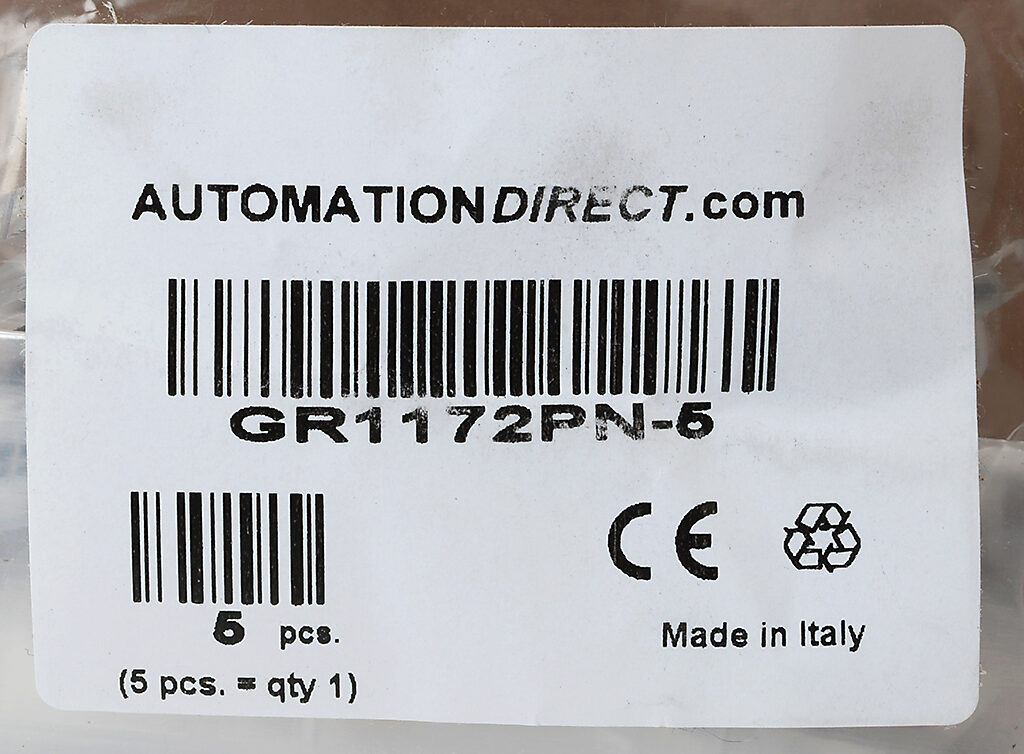 AUTOMATIONDIRECT.com
GR1172PN-5
CE
5 pcs.
Made in Italy
(5 pcs. = qty 1)